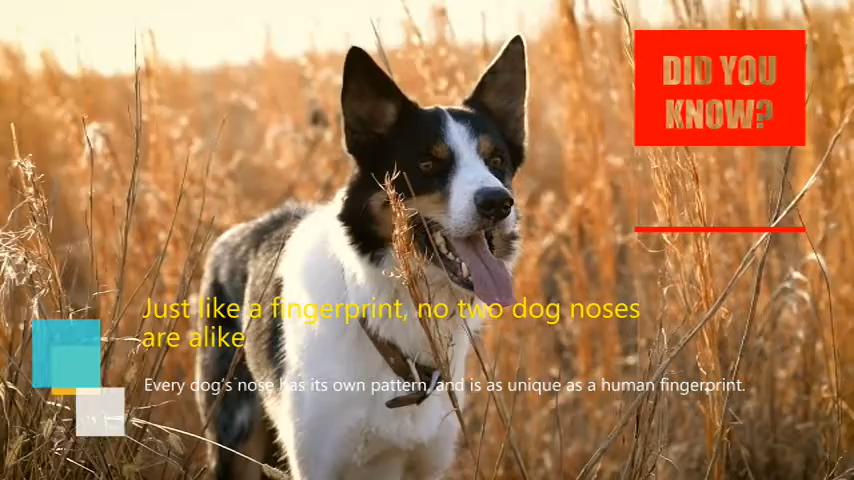 DID YOU
KNOW?
Just like a fingerprint, no two dog noses
are alike
Every dog's nose has its own pattern, and is as unique as a human fingerprint.